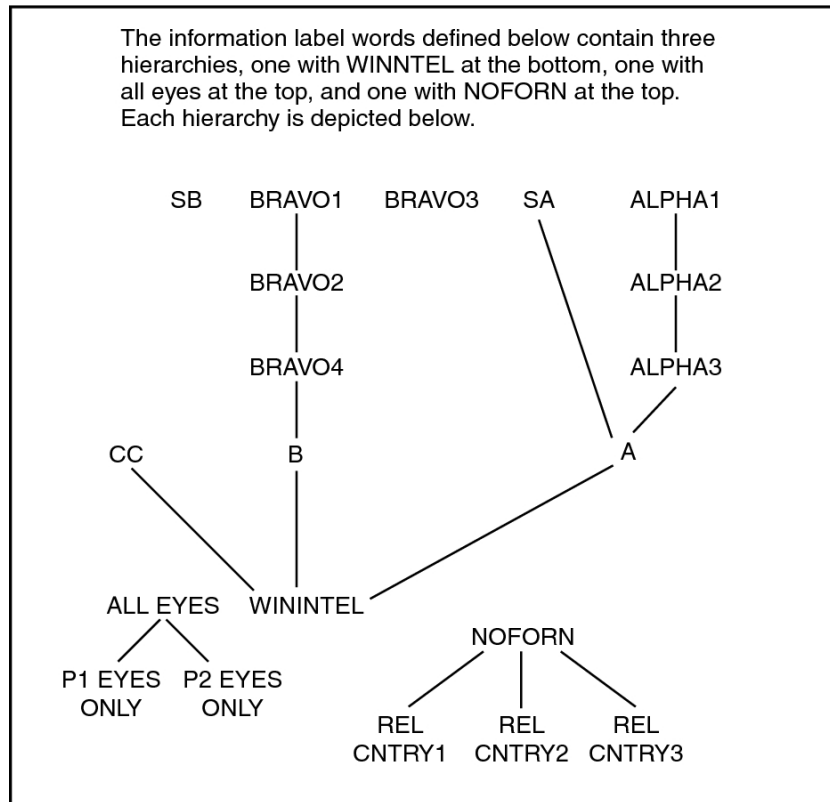 The information label words defined below contain three
hierarchies, one with WINNTEL at the bottom, one with
all eyes at the top, and one with NOFORN at the top.
Each hierarchy is depicted below.
SB BRAVO1 BRAVO3 SA ALPHA1
BRAVO2 ALPHA2
BRAVO4 ALPHA3
CC B A
ALL EYES WININTEL
NOFORN
P1 EYES P2 EYES
ONLY ONLY
REL REL REL
CNTRY1 CNTRY2 CNTRY3